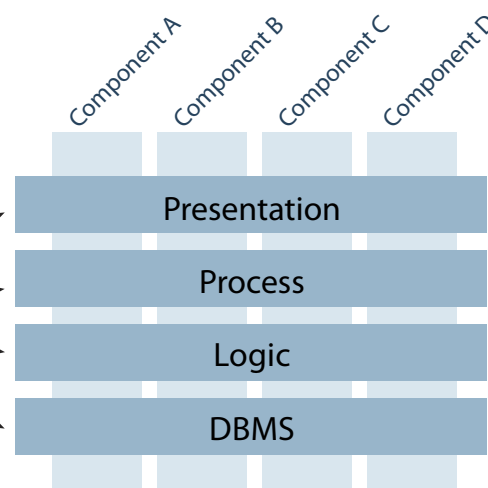 Component A
Component B
Component C
Component D
Presentation
Process
Logic
DBMS